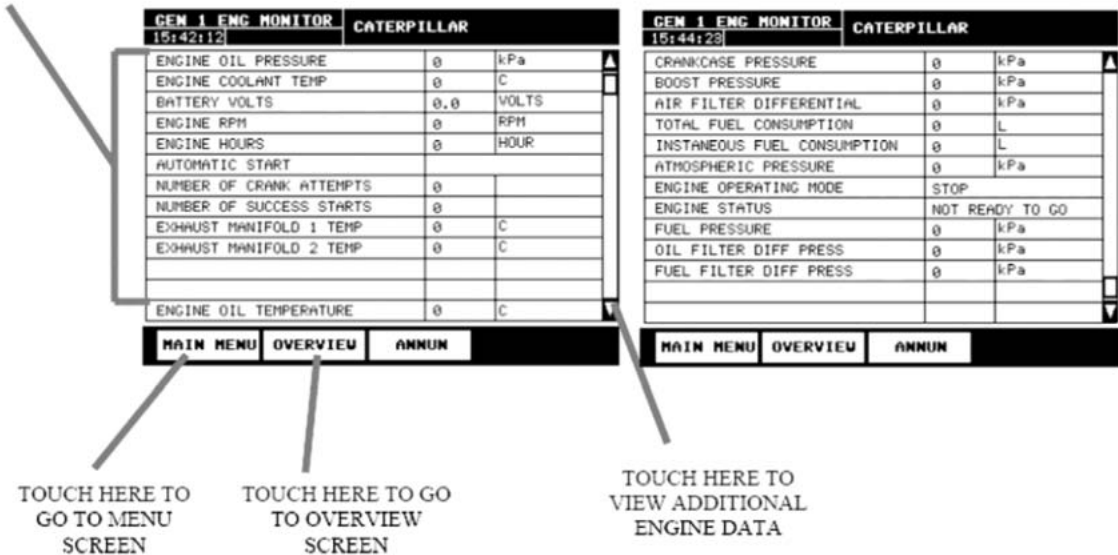 GEN 1 ENG MONITOR
15:42:12
CATERPILLAR
ENGINE OIL PRESSURE 0 kPa
ENGINE COOLANT TEMP 0 C
BATTERY VOLTS 0.0 VOLTS
ENGINE RPM 0 RPM
ENGINE HOURS 0 HOUR
AUTOMATIC START
NUMBER OF CRANK ATTEMPTS 0
NUMBER OF SUCCESS STARTS 0
EXHAUST MANIFOLD 1 TEMP 0 C
EXHAUST MANIFOLD 2 TEMP 0 C
ENGINE OIL TEMPERATURE 0 C
MAIN MENU OVERVIEW ANNUN
GEN 1 ENG MONITOR
15:44:23
CATERPILLAR
CRANKCASE PRESSURE 0 kPa
BOOST PRESSURE 0 kPa
AIR FILTER DIFFERENTIAL 0 kPa
TOTAL FUEL CONSUMPTION 0 L
INSTANEOUS FUEL CONSUMPTION 0 L
ATMOSPHERIC PRESSURE 0 kPa
ENGINE OPERATING MODE STOP
ENGINE STATUS NOT READY TO GO
FUEL PRESSURE 0 kPa
OIL FILTER DIFF PRESS 0 kPa
FUEL FILTER DIFF PRESS 0 kPa
MAIN MENU OVERVIEW ANNUN
TOUCH HERE TO
GO TO MENU
SCREEN
TOUCH HERE TO GO
TO OVERVIEW
SCREEN
TOUCH HERE TO
VIEW ADDITIONAL
ENGINE DATA